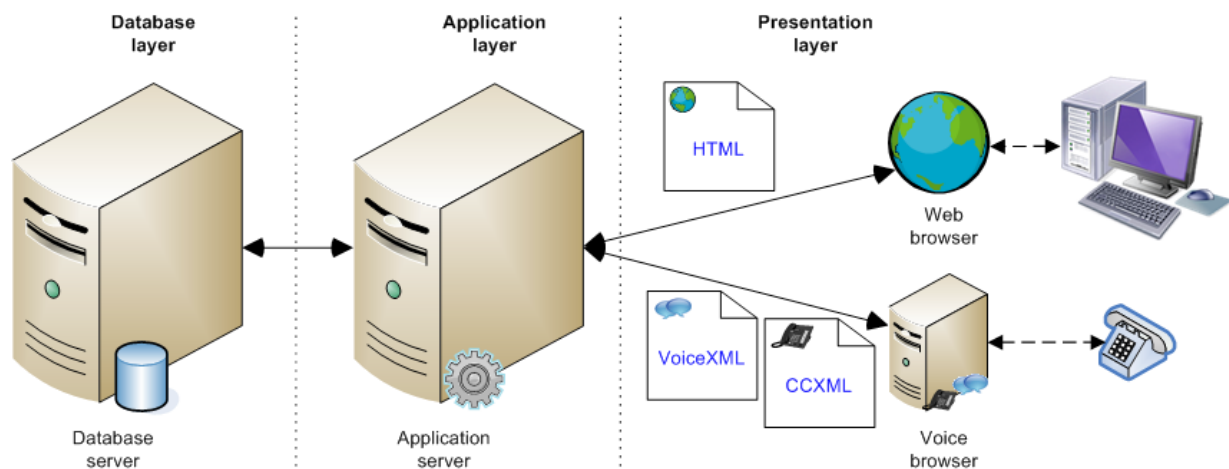 Database
layer
Application
layer
Presentation
layer
HTML
Web
browser
VoiceXML
CCXML
Database
server
Application
server
Voice
browser